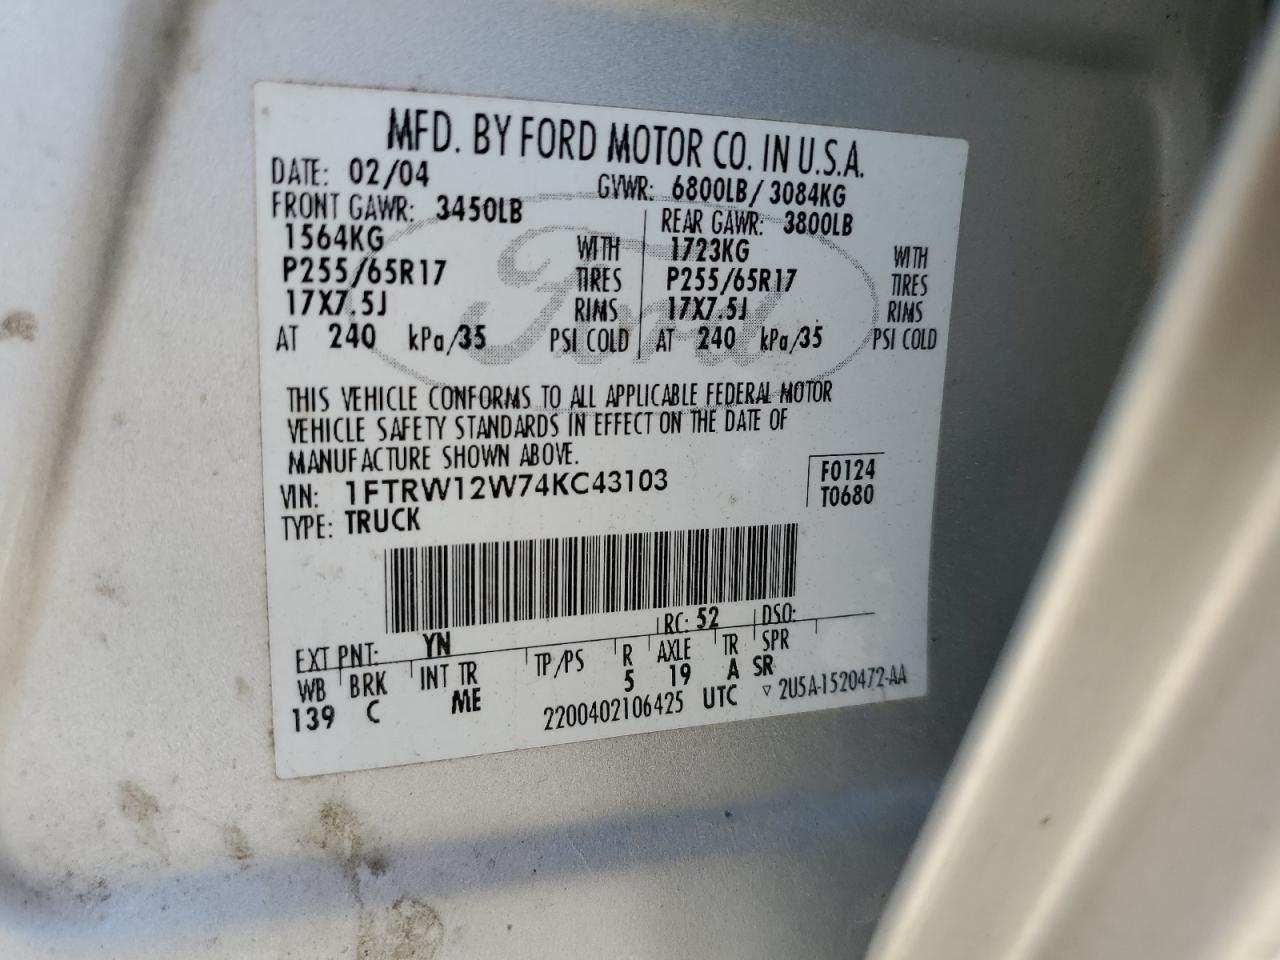 MFD. BY FORD MOTOR CO. IN U.S.A.
DATE: 02/04 GVWR: 6800LB/ 3084KG
FRONT GAWR: 3450LB REAR GAWR: 3800LB
1564KG WITH 1723KG WITH
P255/65R17 TIRES P255/65R17 TIRES
17X7.5J RIMS 17X7.5J RIMS
AT 240 kPa/35 PSI COLD AT 240 kPa/35 PSI COLD
Ford
THIS VEHICLE CONFORMS TO ALL APPLICABLE FEDERAL MOTOR
VEHICLE SAFETY STANDARDS IN EFFECT ON THE DATE OF
MANUFACTURE SHOWN ABOVE.
VIN: 1FTRW12W74KC43103 F0124
TYPE: TRUCK T0680
EXT PNT: YN RC: 52 DSO:
WB BRK INT TR TP/PS R AXLE TR SPR
139 C ME 5 19 A SR
2200402106425 UTC ▽ 2U5A-1520472-AA